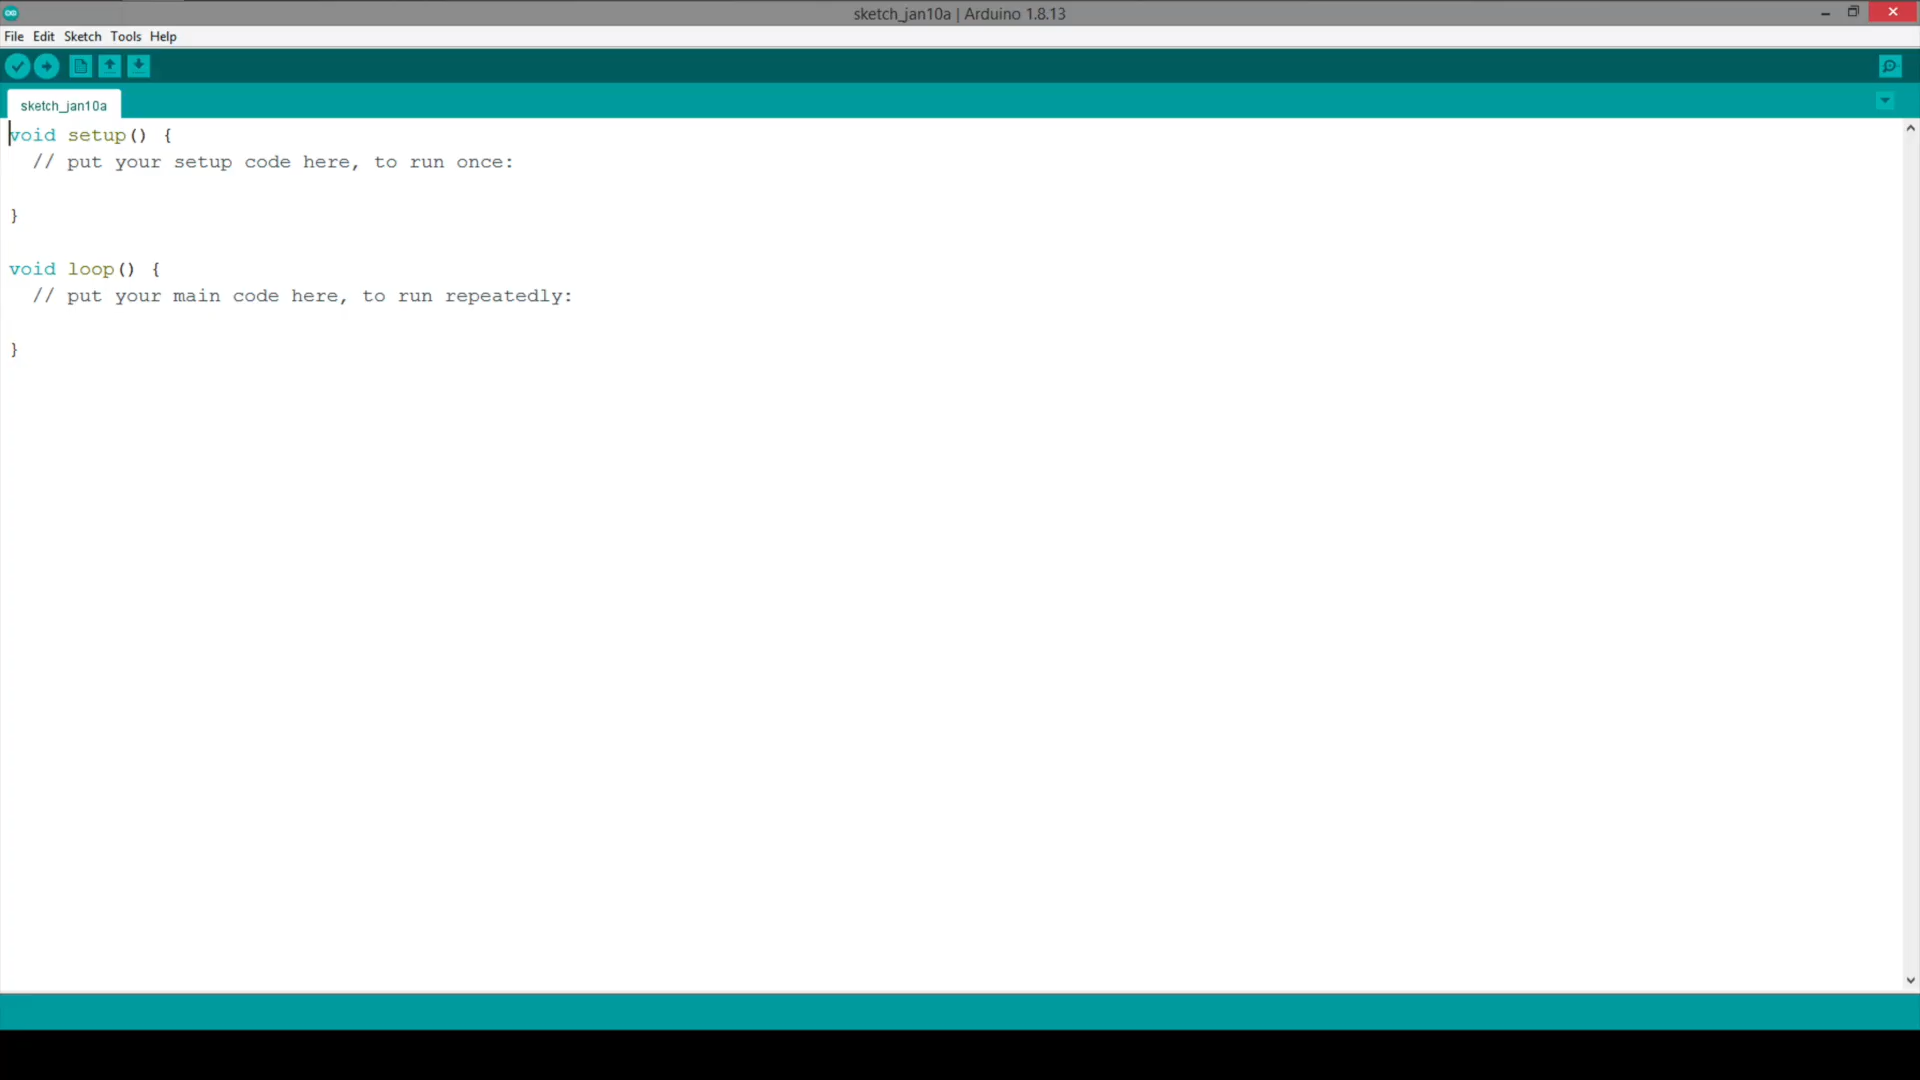 sketch_jan10a | Arduino 1.8.13
File Edit Sketch Tools Help
sketch_jan10a
void setup() {
  // put your setup code here, to run once:
}
void loop() {
  // put your main code here, to run repeatedly:
}